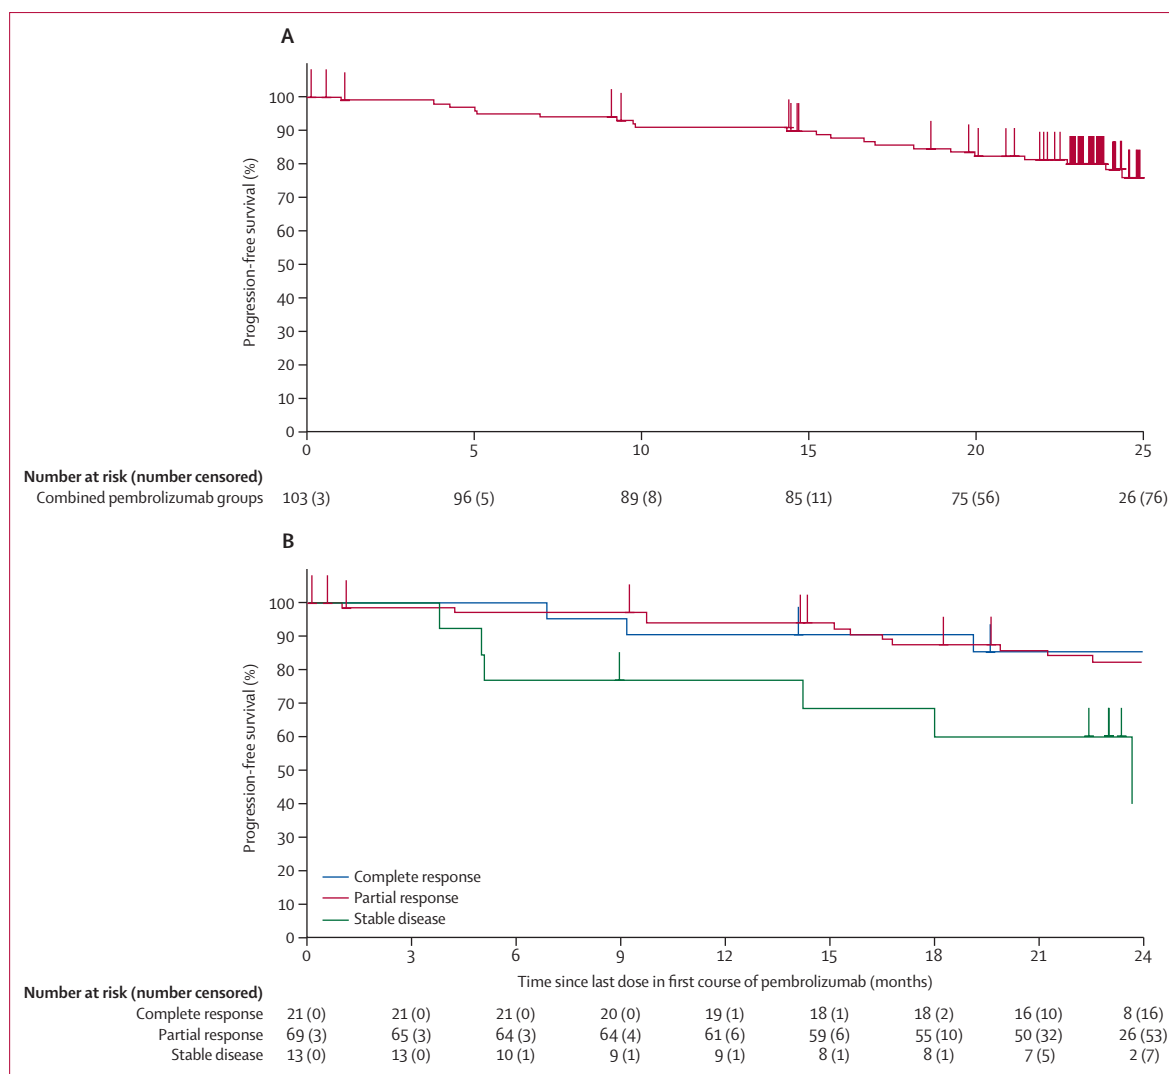 A
100
90
80
70
60
50
40
30
20
10
0
Progression-free survival (%)
0 5 10 15 20 25
Number at risk (number censored)
Combined pembrolizumab groups 103 (3) 96 (5) 89 (8) 85 (11) 75 (56) 26 (76)
B
100
90
80
70
60
50
40
30
20
10
0
Progression-free survival (%)
Complete response
Partial response
Stable disease
0 3 6 9 12 15 18 21 24
Time since last dose in first course of pembrolizumab (months)
Number at risk (number censored)
Complete response 21 (0) 21 (0) 21 (0) 20 (0) 19 (1) 18 (1) 18 (2) 16 (10) 8 (16)
Partial response 69 (3) 65 (3) 64 (3) 64 (4) 61 (6) 59 (6) 55 (10) 50 (32) 26 (53)
Stable disease 13 (0) 13 (0) 10 (1) 9 (1) 9 (1) 8 (1) 8 (1) 7 (5) 2 (7)